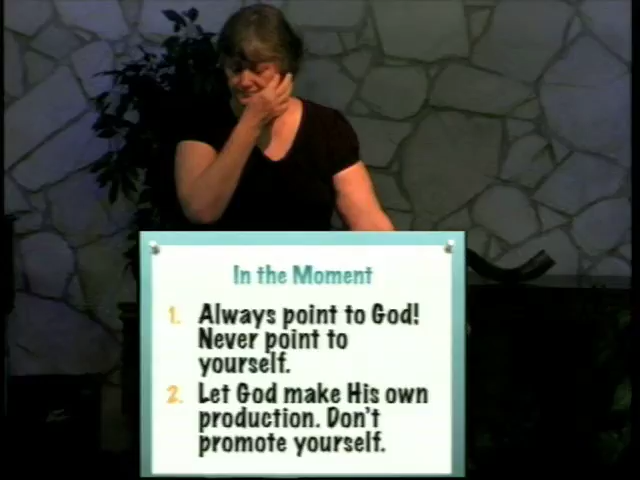 In the Moment
1. Always point to God!
Never point to
yourself.
2. Let God make His own
production. Don't
promote yourself.